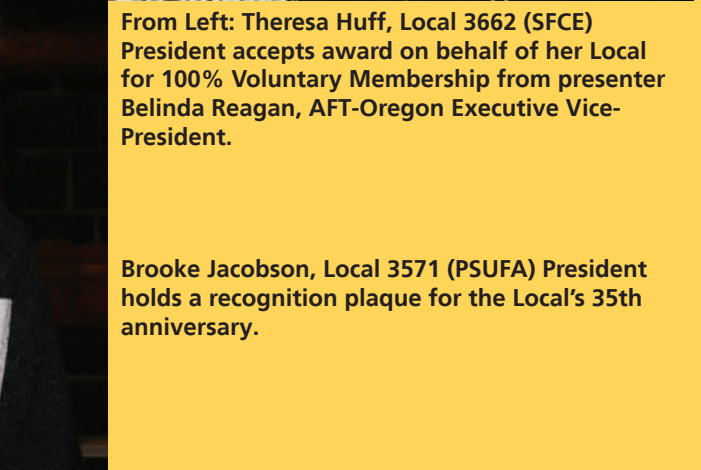 From Left: Theresa Huff, Local 3662 (SFCE)
President accepts award on behalf of her Local
for 100% Voluntary Membership from presenter
Belinda Reagan, AFT-Oregon Executive Vice-
President.
Brooke Jacobson, Local 3571 (PSUFA) President
holds a recognition plaque for the Local's 35th
anniversary.